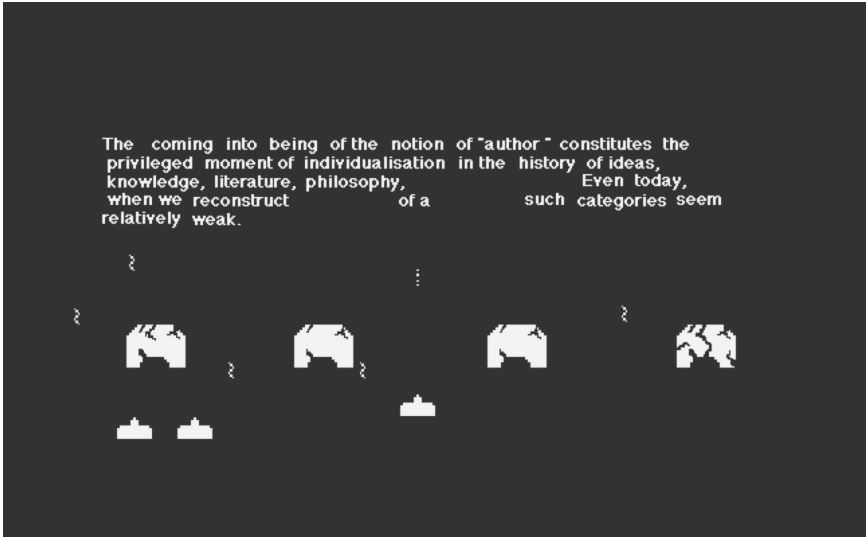 The coming into being of the notion of "author" constitutes the
privileged moment of individualisation in the history of ideas,
knowledge, literature, philosophy, Even today,
when we reconstruct of a such categories seem
relatively weak.